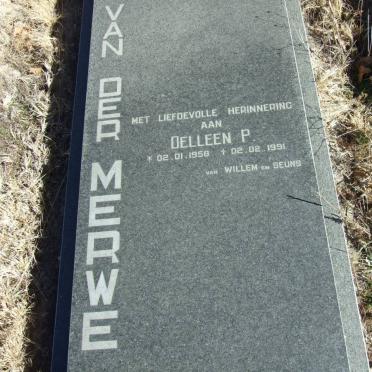 VAN DER MERWE
MET LIEFDEVOLLE HERINNERING
AAN
DELLEEN P.
* 02.01.1958 + 02.02.1991
VAN WILLEM EN SEUNS